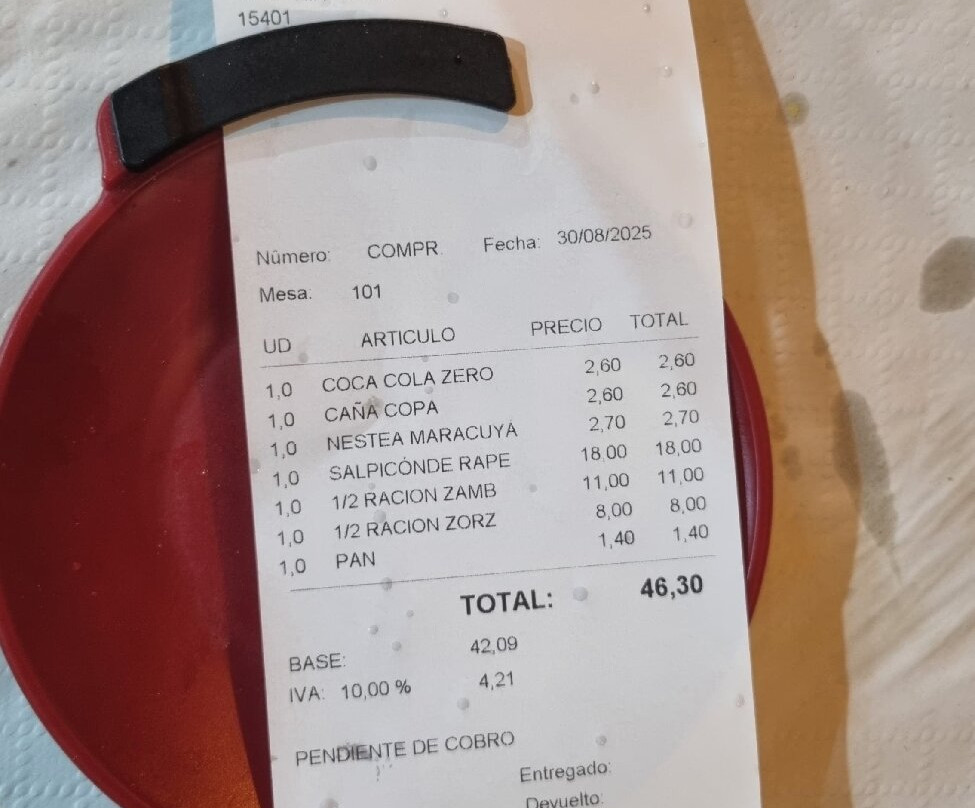 15401
Número: COMPR. Fecha: 30/08/2025
Mesa: 101
UD ARTICULO PRECIO TOTAL
1,0 COCA COLA ZERO 2,60 2,60
1,0 CAÑA COPA 2,60 2,60
1,0 NESTEA MARACUYÁ 2,70 2,70
1,0 SALPICÓNDE RAPE 18,00 18,00
1,0 1/2 RACION ZAMB 11,00 11,00
1,0 1/2 RACION ZORZ 8,00 8,00
1,0 PAN 1,40 1,40
TOTAL: 46,30
BASE: 42,09
IVA: 10,00 % 4,21
PENDIENTE DE COBRO
Entregado:
Devuelto: